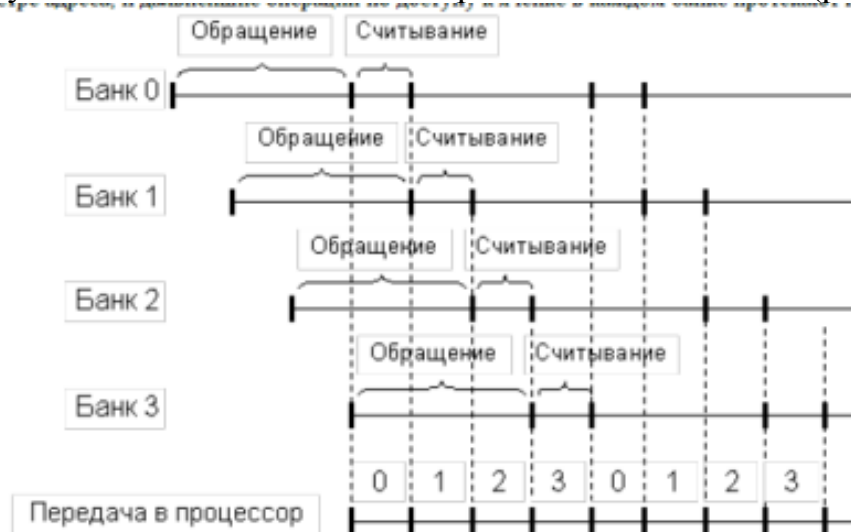 Обращение Считывание
Банк 0
Обращение Считывание
Банк 1
Обращение Считывание
Банк 2
Обращение Считывание
Банк 3
0 1 2 3 0 1 2 3
Передача в процессор